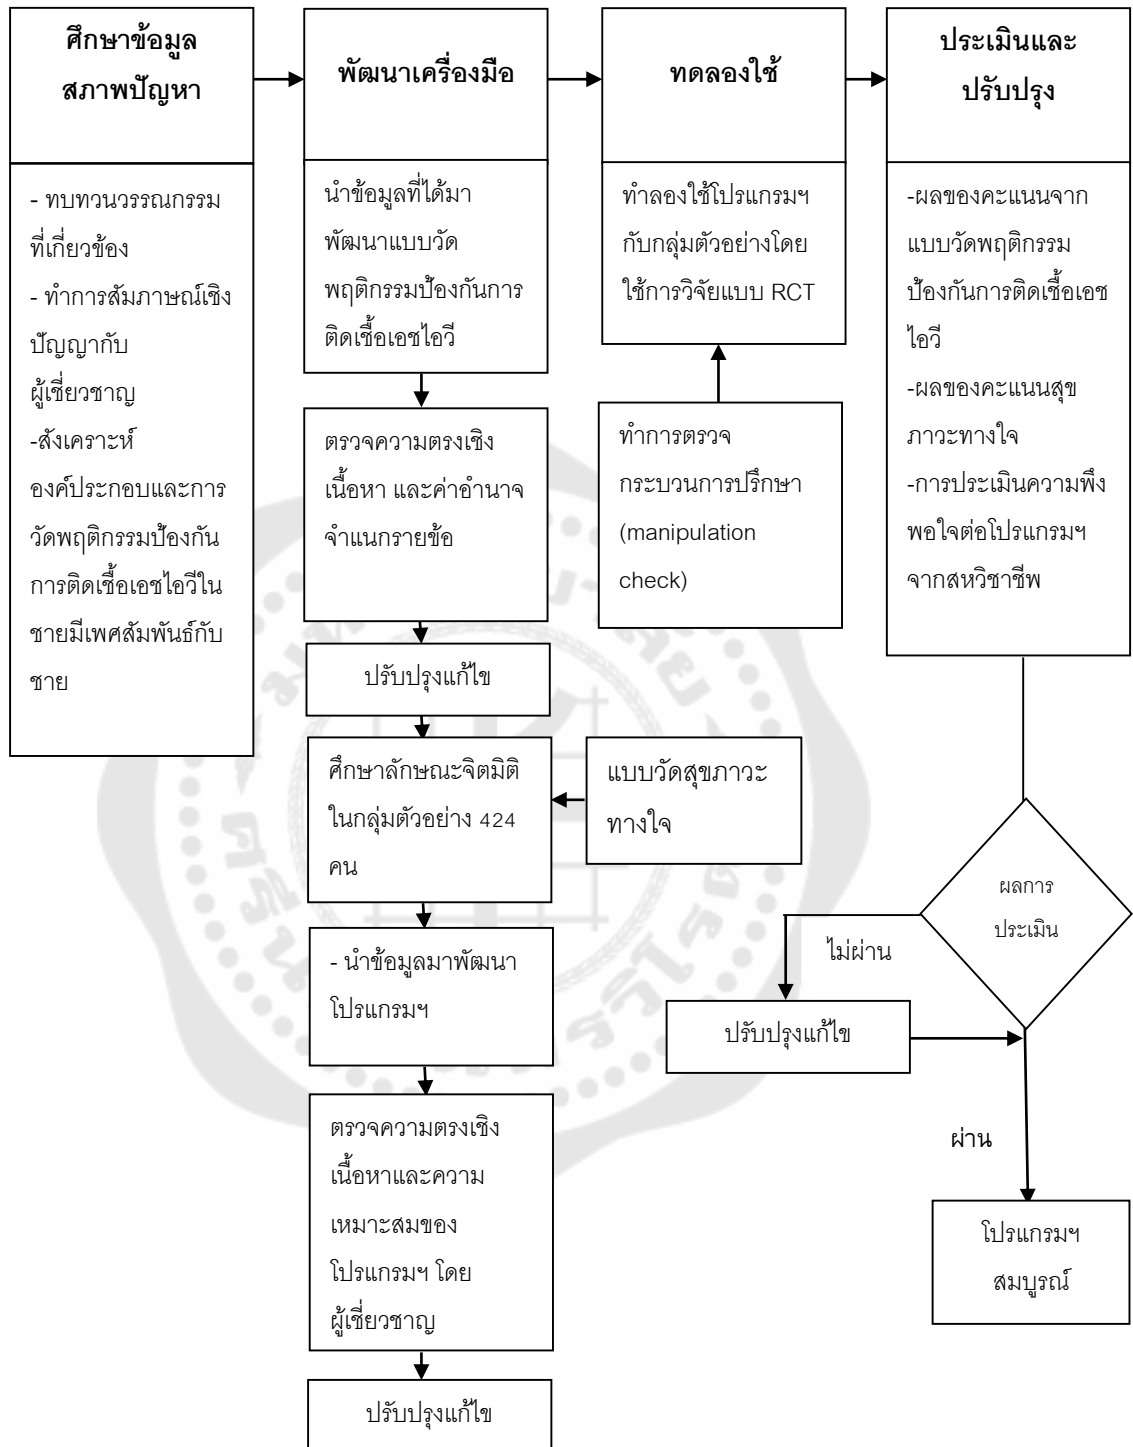 ศึกษาข้อมูล
สภาพปัญหา
- ทบทวนวรรณกรรม
ที่เกี่ยวข้อง
- ทำการสัมภาษณ์เชิง
ปัญญากับ
ผู้เชี่ยวชาญ
-สังเคราะห์
องค์ประกอบและการ
วัดพฤติกรรมป้องกัน
การติดเชื้อเอชไอวีใน
ชายมีเพศสัมพันธ์กับ
ชาย
พัฒนาเครื่องมือ
นำข้อมูลที่ได้มา
พัฒนาแบบวัด
พฤติกรรมป้องกันการ
ติดเชื้อเอชไอวี
ตรวจความตรงเชิง
เนื้อหา และค่าอำนาจ
จำแนกรายข้อ
ปรับปรุงแก้ไข
ศึกษาลักษณะจิตมิติ
ในกลุ่มตัวอย่าง 424
คน
แบบวัดสุขภาวะ
ทางใจ
- นำข้อมูลมาพัฒนา
โปรแกรมฯ
ตรวจความตรงเชิง
เนื้อหาและความ
เหมาะสมของ
โปรแกรมฯ โดย
ผู้เชี่ยวชาญ
ปรับปรุงแก้ไข
ทดลองใช้
ทำลองใช้โปรแกรมฯ
กับกลุ่มตัวอย่างโดย
ใช้การวิจัยแบบ RCT
ทำการตรวจ
กระบวนการปรึกษา
(manipulation
check)
ประเมินและ
ปรับปรุง
-ผลของคะแนนจาก
แบบวัดพฤติกรรม
ป้องกันการติดเชื้อเอช
ไอวี
-ผลของคะแนนสุข
ภาวะทางใจ
-การประเมินความพึง
พอใจต่อโปรแกรมฯ
จากสหวิชาชีพ
ผลการ
ประเมิน
ไม่ผ่าน
ปรับปรุงแก้ไข
ผ่าน
โปรแกรมฯ
สมบูรณ์